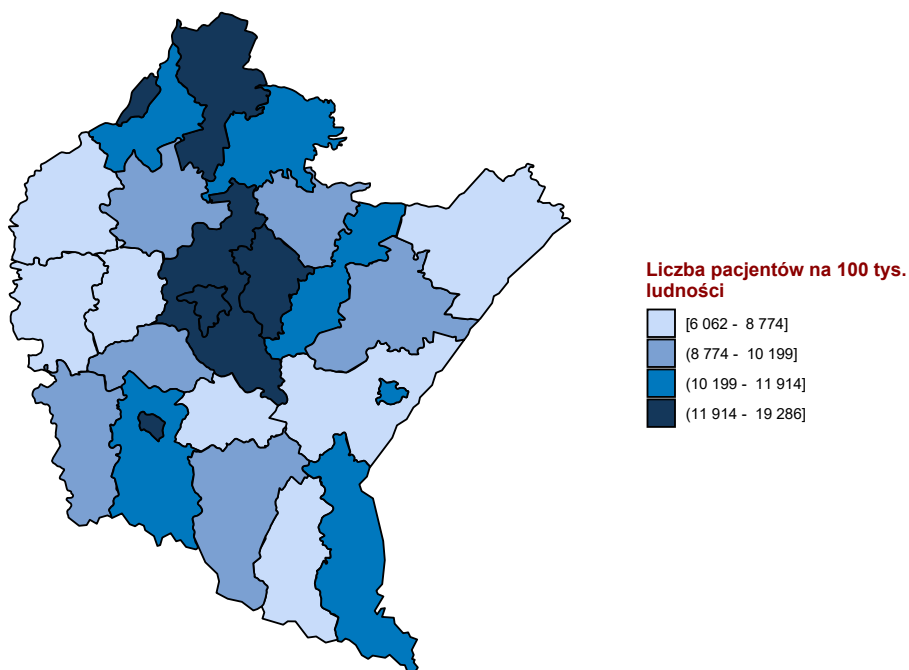 Liczba pacjentów na 100 tys.
ludności
[6 062 - 8 774]
(8 774 - 10 199]
(10 199 - 11 914]
(11 914 - 19 286]